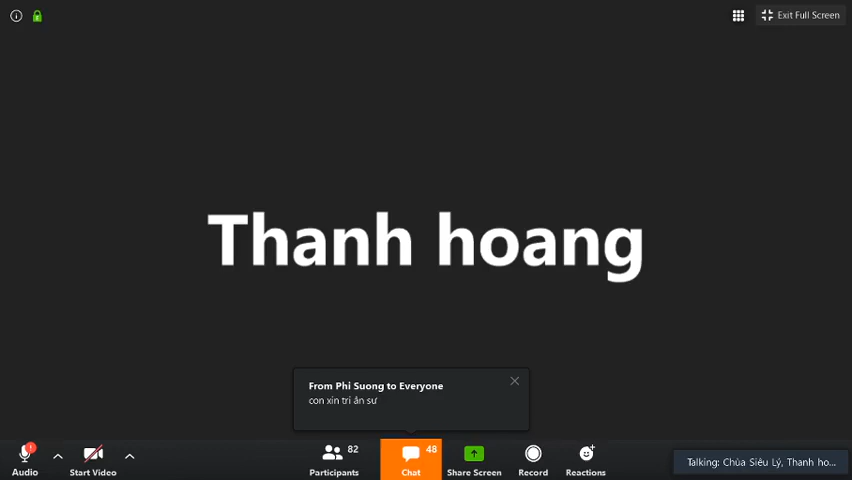 Exit Full Screen
Thanh hoang
From Phi Suong to Everyone
con xin tri ân sư
82
48
Audio
Start Video
Participants
Chat
Share Screen
Record
Reactions
Talking: Chùa Siêu Lý, Thanh ho...